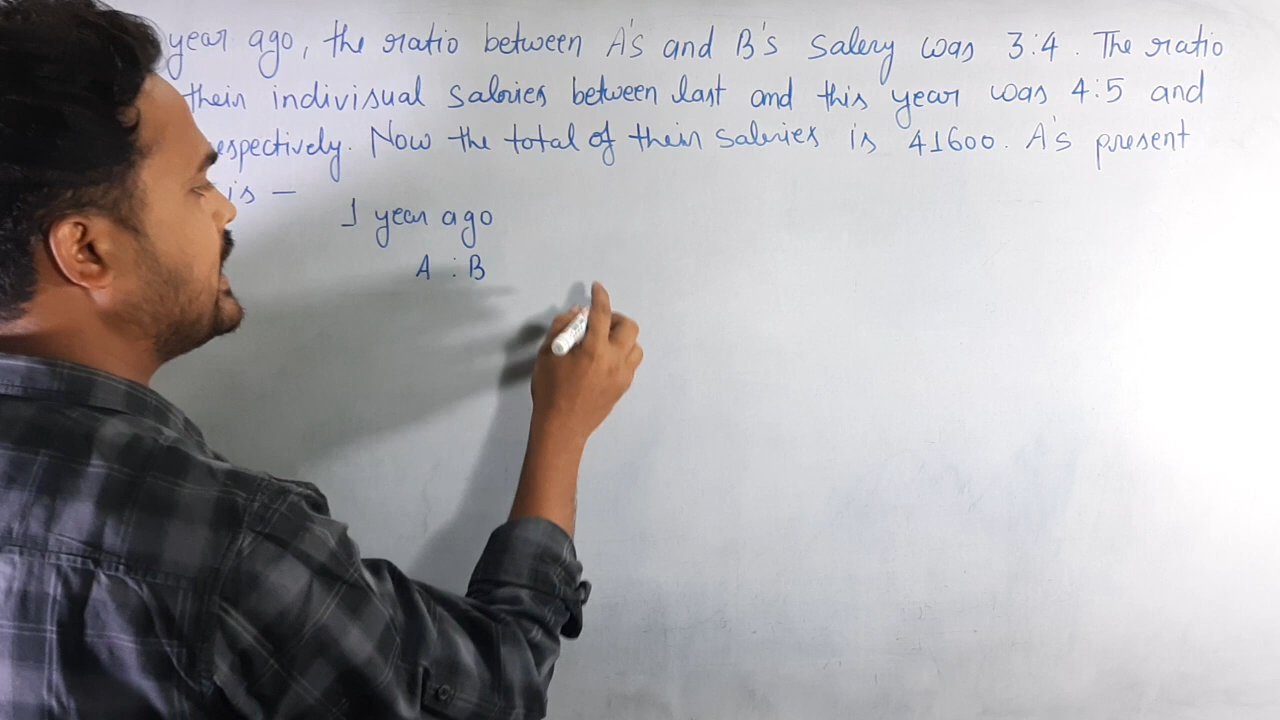 year ago, the ratio between A's and B's salery was 3:4. The ratio
their indivisual salaries between last and this year was 4:5 and
espectively. Now the total of their salaries is 41600. A's present
is —
1 year ago
A : B